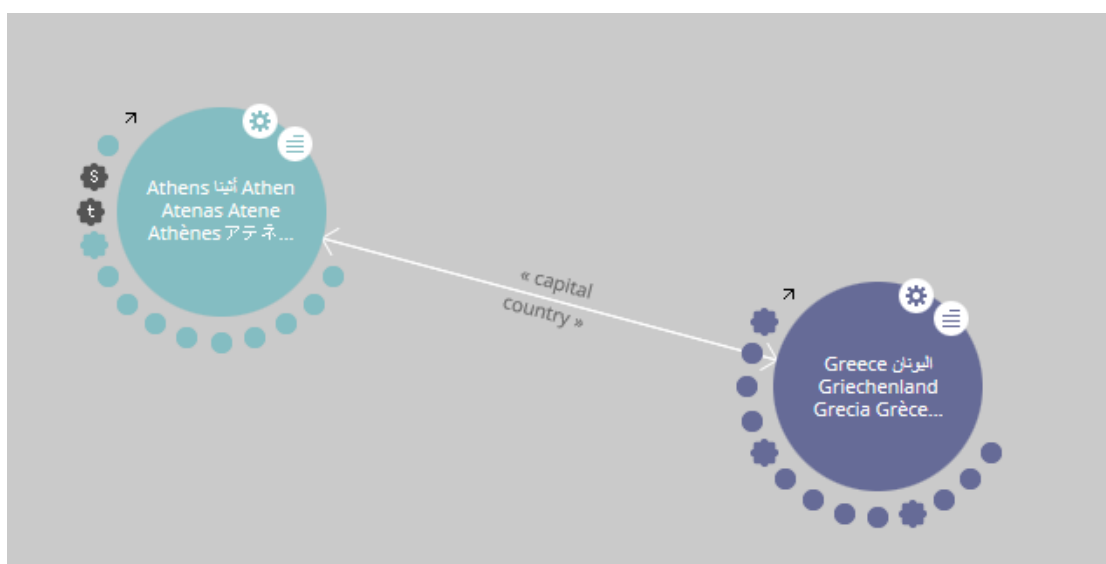 s
t
Athens أثينا Athen
Atenas Atene
Athènes アテネ...
« capital
country »
Greece اليونان
Griechenland
Grecia Grèce...